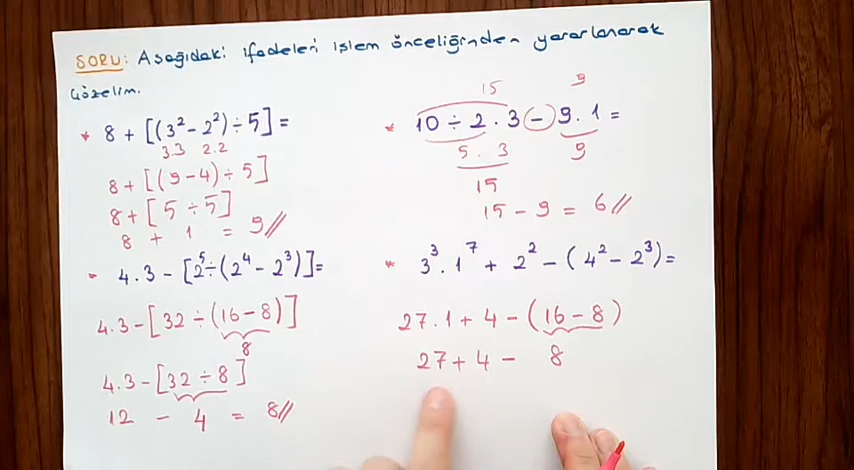 SORU: Aşağıdaki ifadeleri işlem önceliğinden yararlanarak
çözelim.
* 8 + [(3² - 2²) ÷ 5] =
3.3 2.2
8 + [(9 - 4) ÷ 5]
8 + [5 ÷ 5]
8 + 1 = 9//
* 4.3 - [2⁵ ÷ (2⁴ - 2³)] =
4.3 - [32 ÷ (16 - 8)]
8
4.3 - [32 ÷ 8]
12 - 4 = 8//
15 9
* 10 ÷ 2 . 3 - 9 . 1 =
5 . 3 9
15
15 - 9 = 6//
* 3³ . 1⁷ + 2² - (4² - 2³) =
27 . 1 + 4 - (16 - 8)
27 + 4 - 8